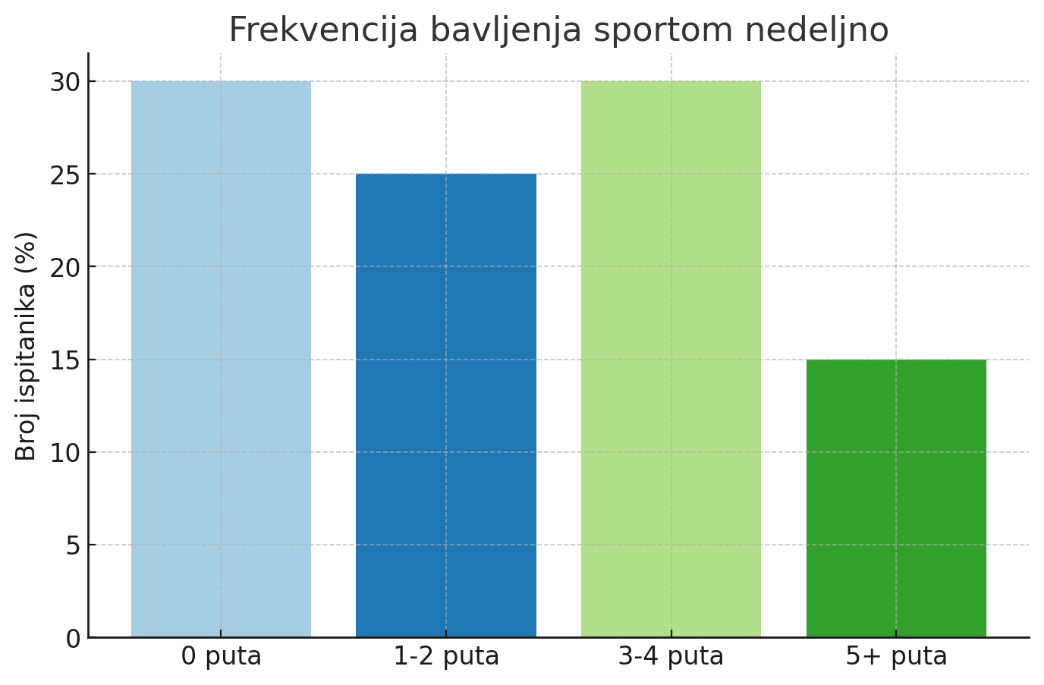 Frekvencija bavljenja sportom nedeljno
Broj ispitanika (%)
30
25
20
15
10
5
0
0 puta
1-2 puta
3-4 puta
5+ puta